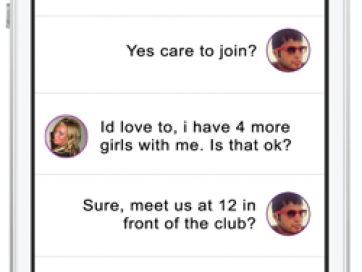 Yes care to join?
Id love to, i have 4 more
girls with me. Is that ok?
Sure, meet us at 12 in
front of the club?